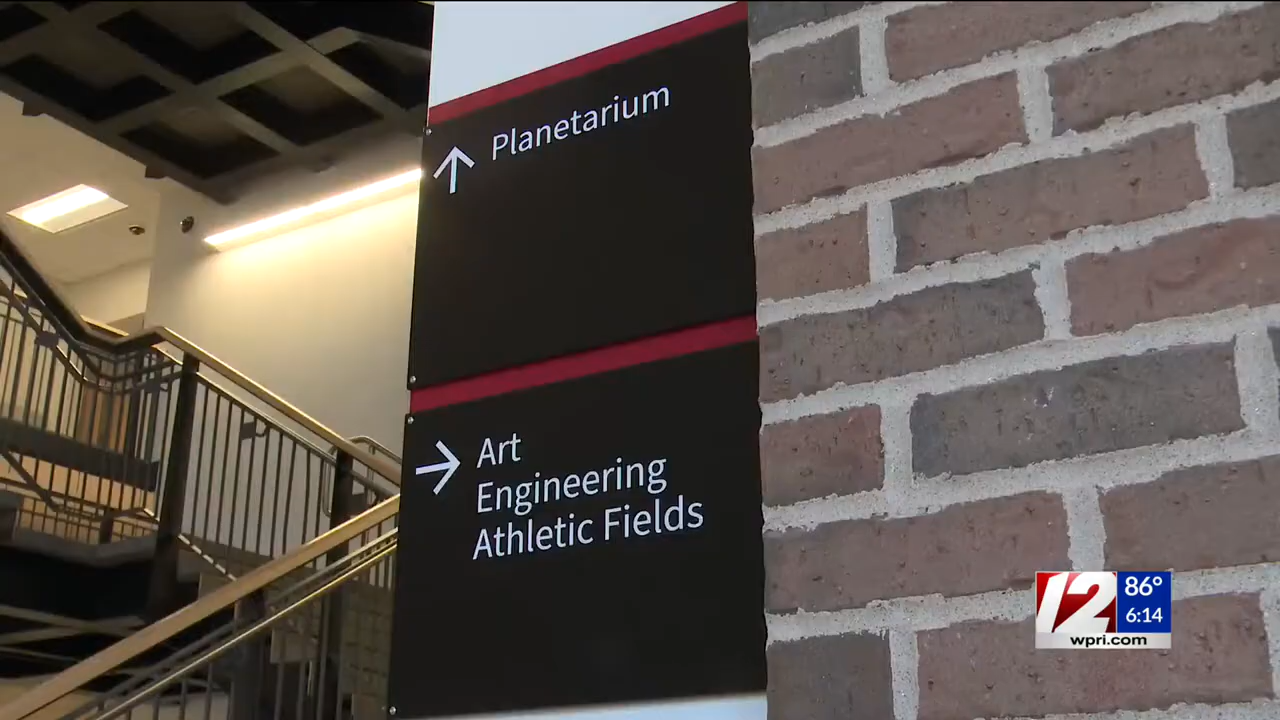 Planetarium
Art
Engineering
Athletic Fields
12
86°
6:14
wpri.com